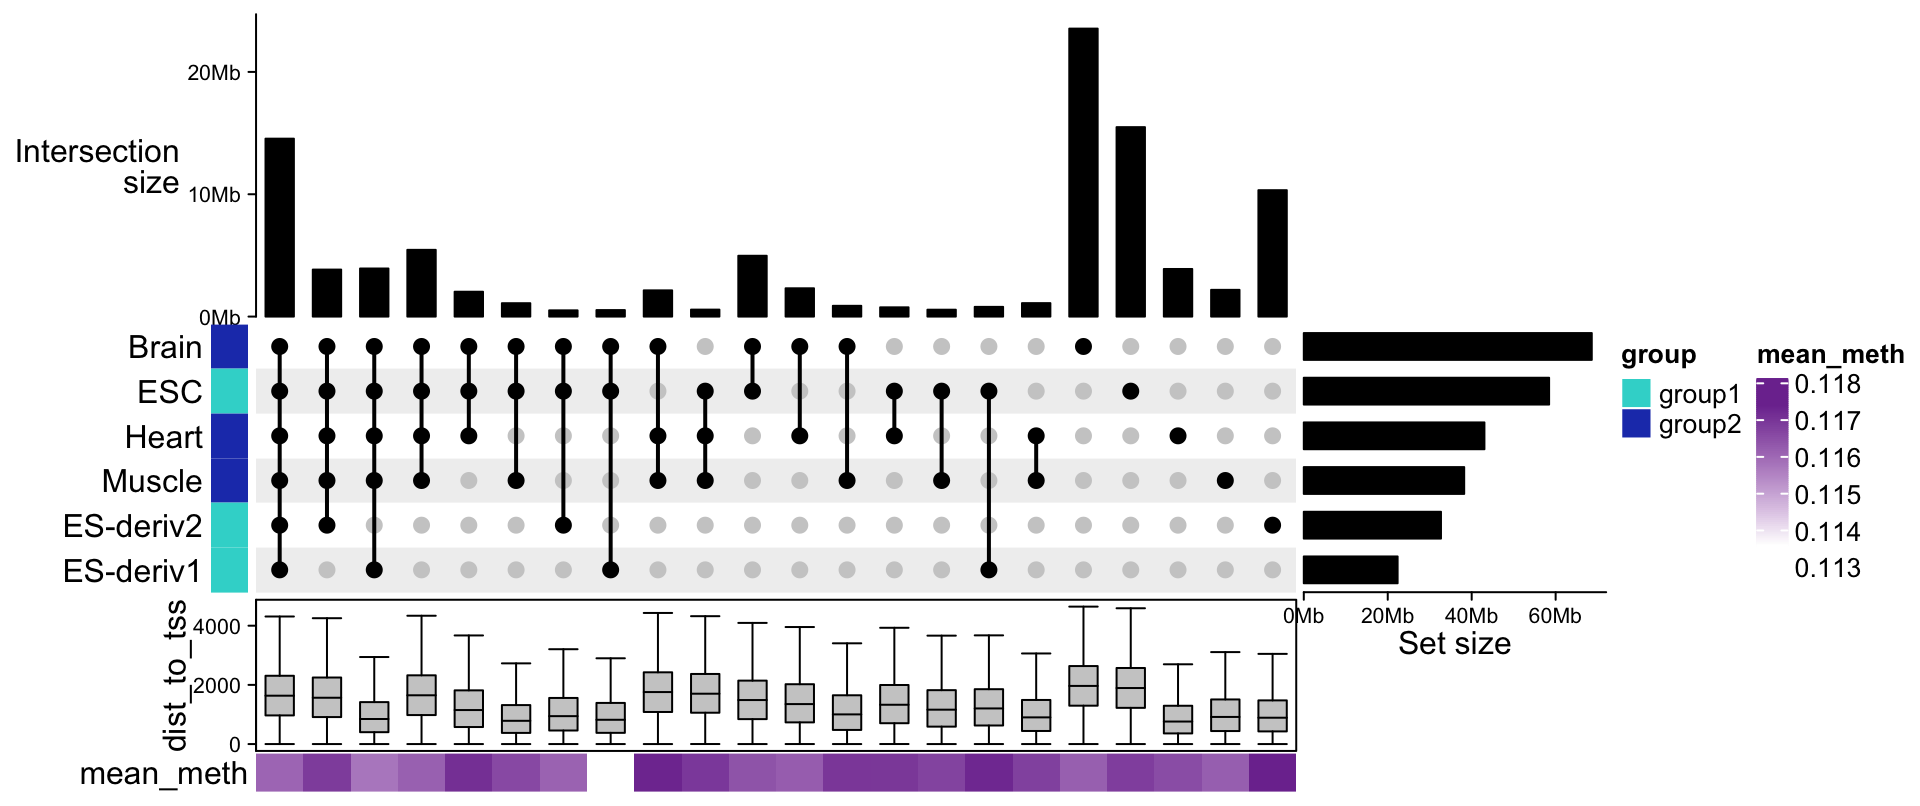 20Mb
Intersection
size
10Mb
0Mb
Brain
ESC
Heart
Muscle
ES-deriv2
ES-deriv1
group
group1
group2
mean_meth
0.118
0.117
0.116
0.115
0.114
0.113
0Mb 20Mb 40Mb 60Mb
Set size
dist_to_tss
4000
2000
0
mean_meth